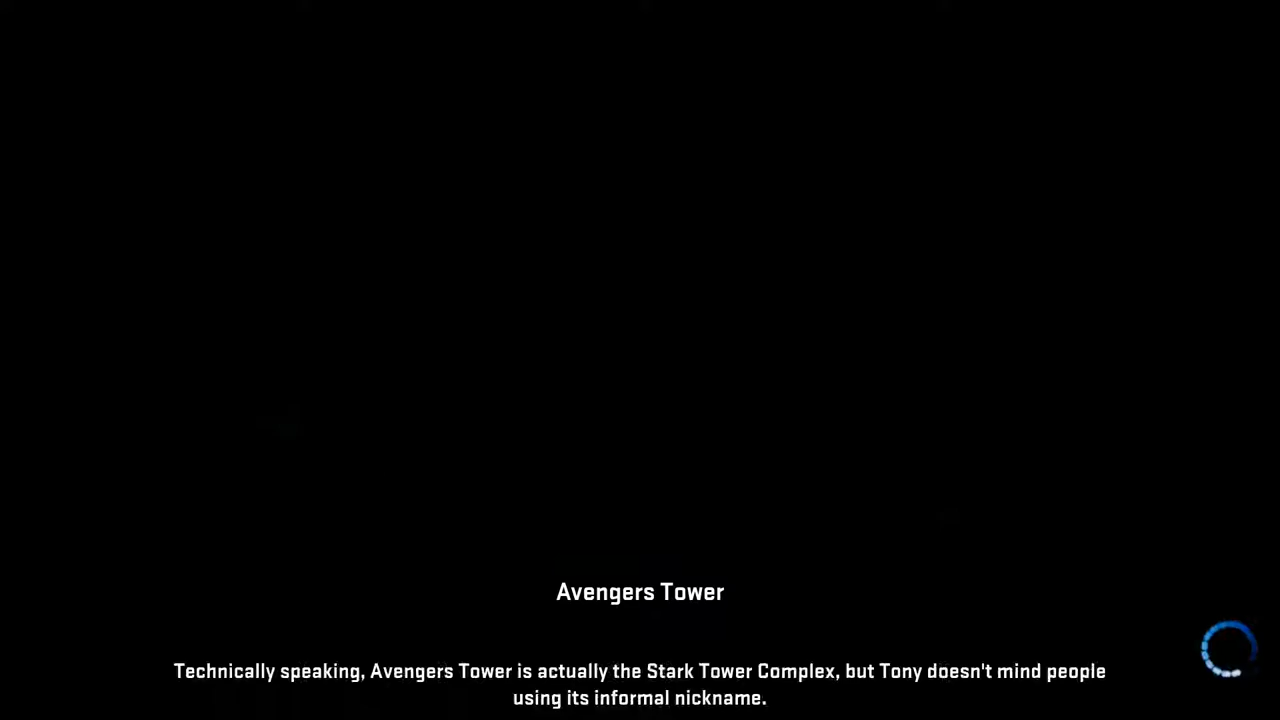 Avengers Tower
Technically speaking, Avengers Tower is actually the Stark Tower Complex, but Tony doesn't mind people
using its informal nickname.